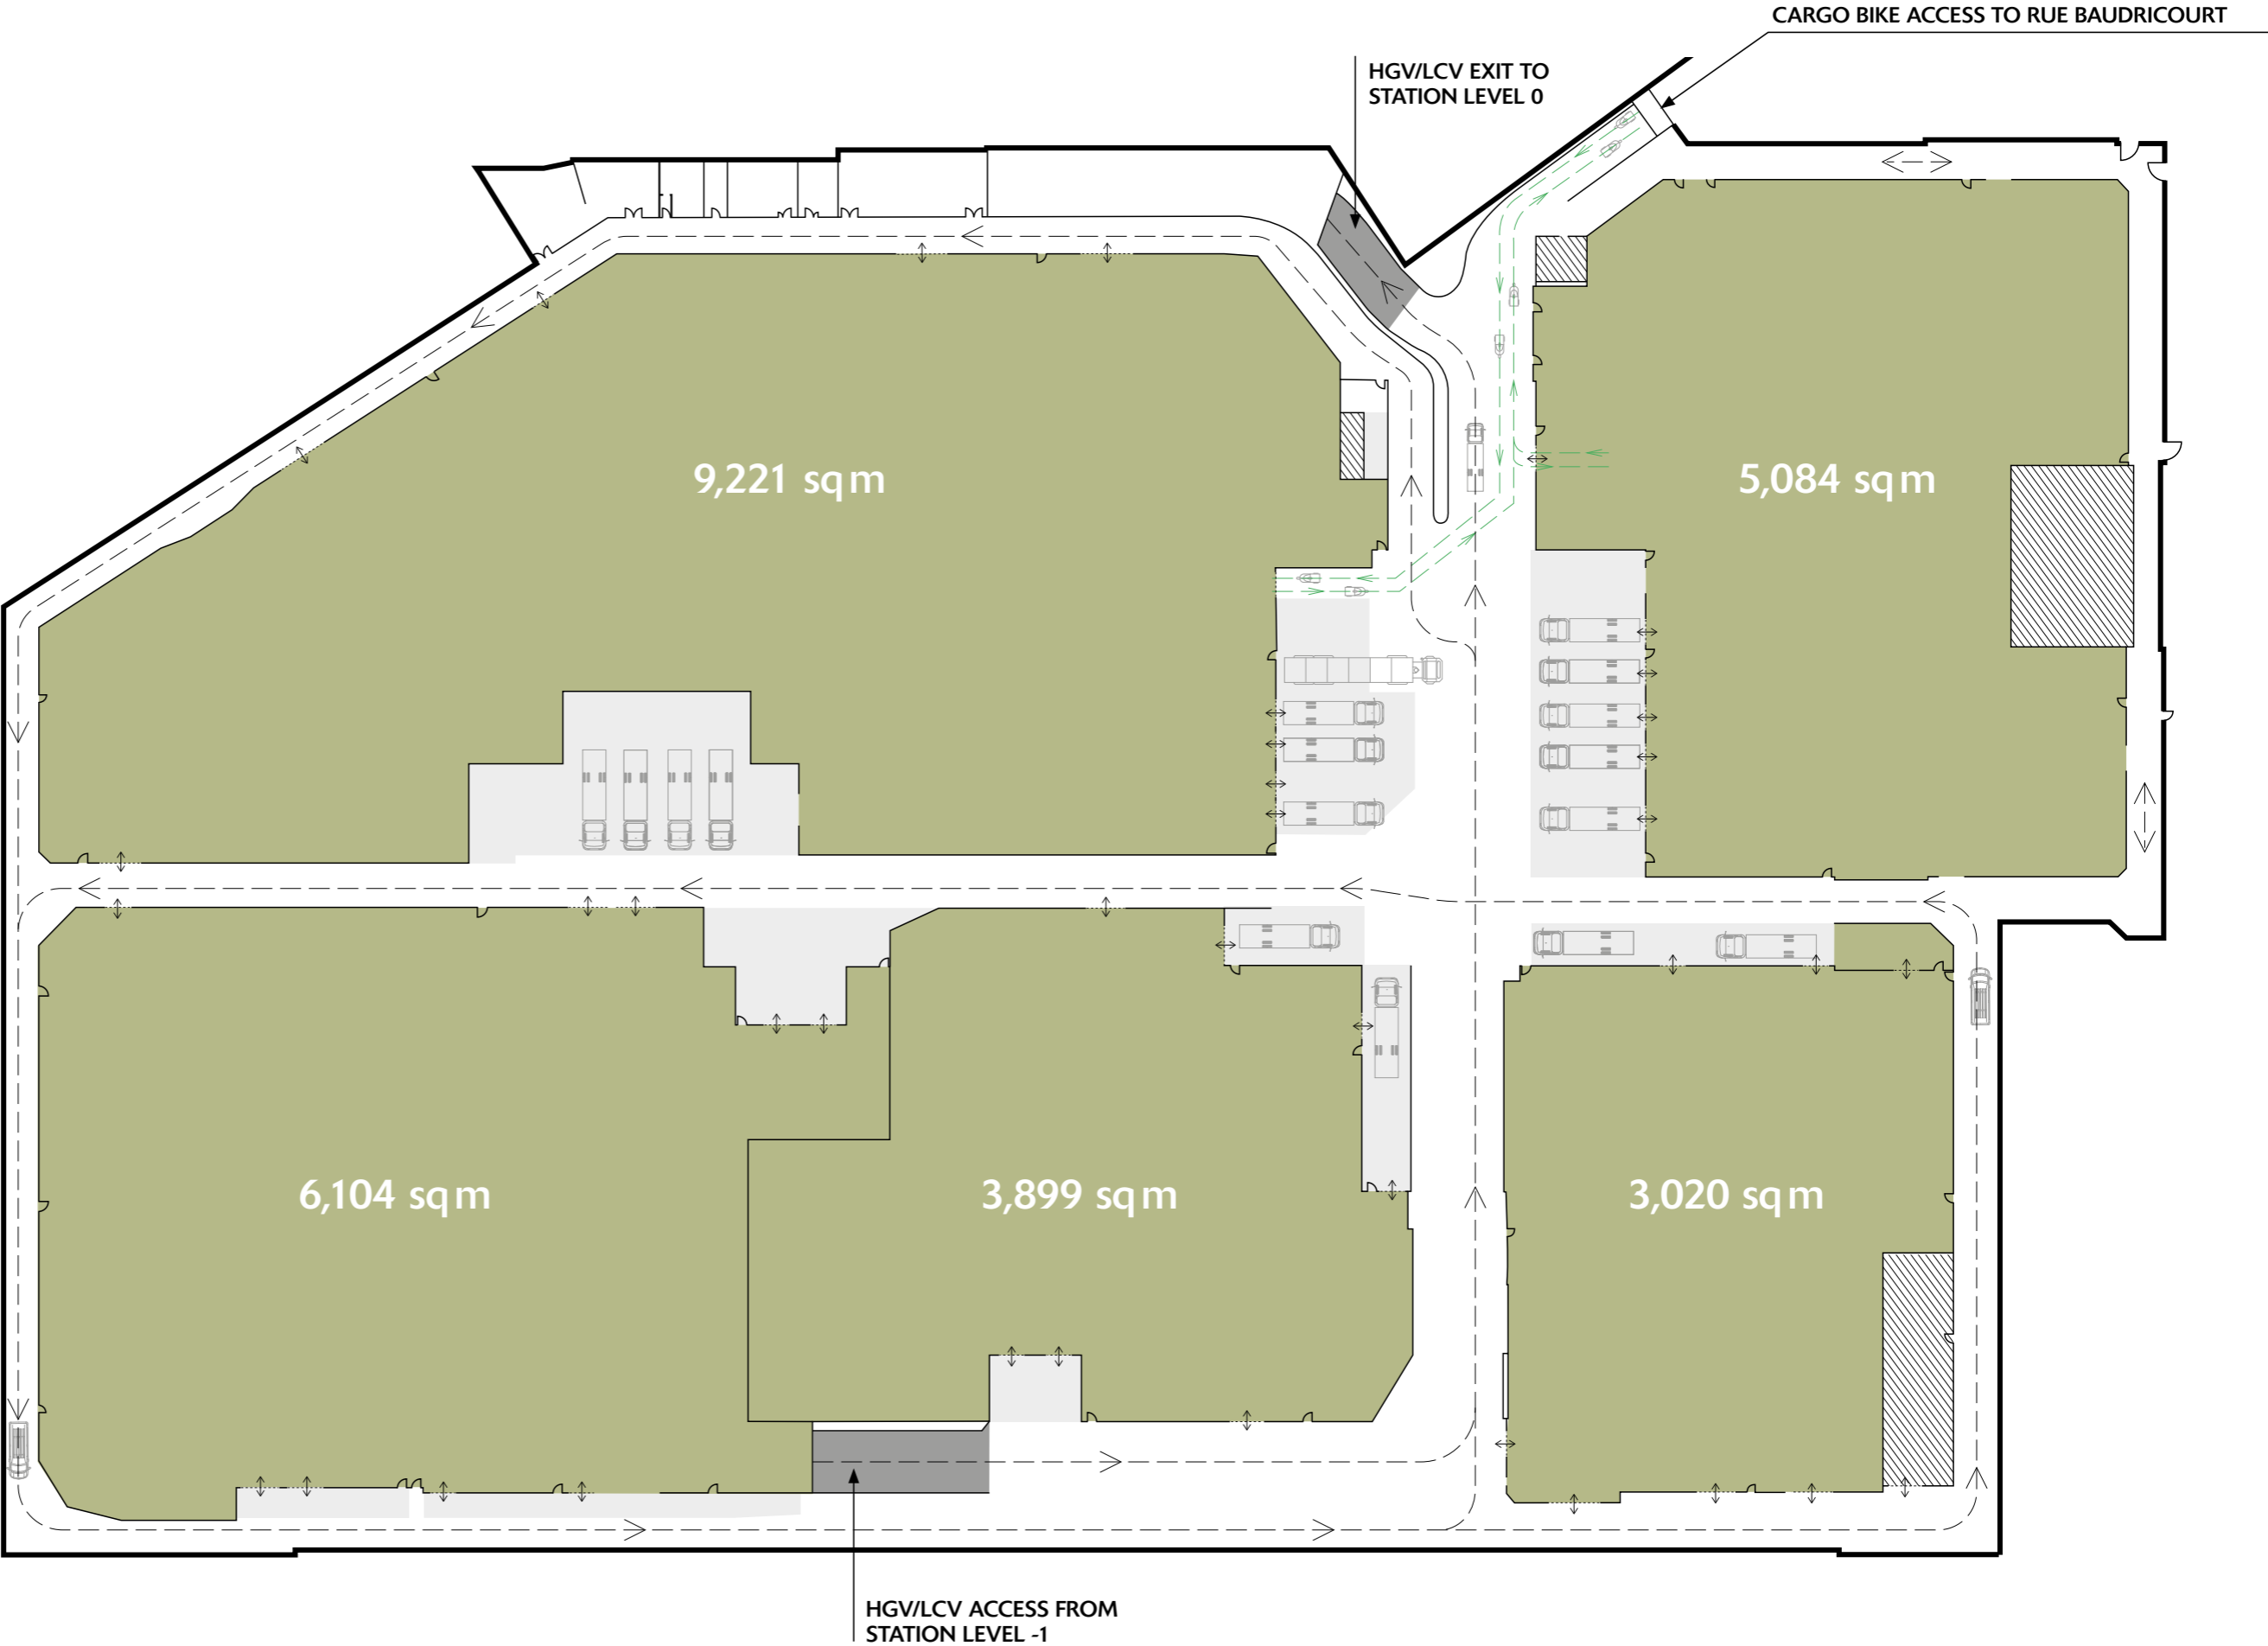 CARGO BIKE ACCESS TO RUE BAUDRICOURT
HGV/LCV EXIT TO
STATION LEVEL 0
9,221 sqm
5,084 sqm
6,104 sqm
3,899 sqm
3,020 sqm
HGV/LCV ACCESS FROM
STATION LEVEL -1